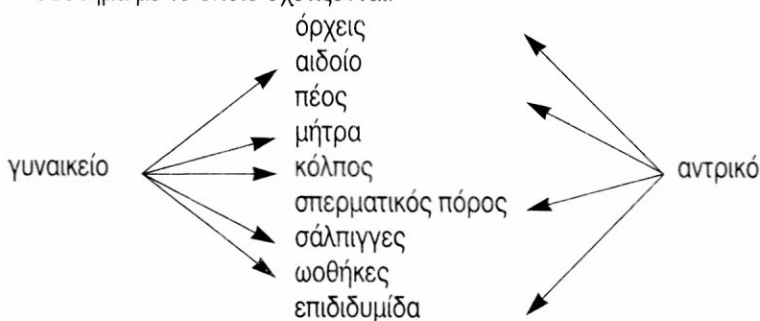 όρχεις
αιδοίο
πέος
μήτρα
γυναικείο κόλπος αντρικό
σπερματικός πόρος
σάλπιγγες
ωοθήκες
επιδιδυμίδα